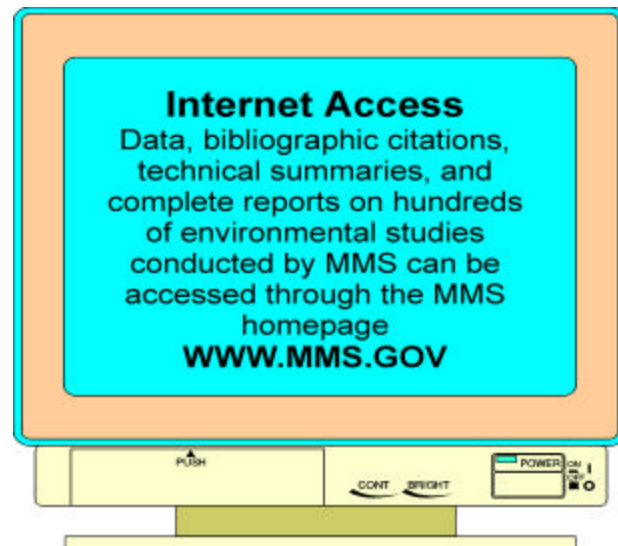 Internet Access
Data, bibliographic citations,
technical summaries, and
complete reports on hundreds
of environmental studies
conducted by MMS can be
accessed through the MMS
homepage
WWW.MMS.GOV
PUSH
CONT BRIGHT
POWER
ON I
OFF O